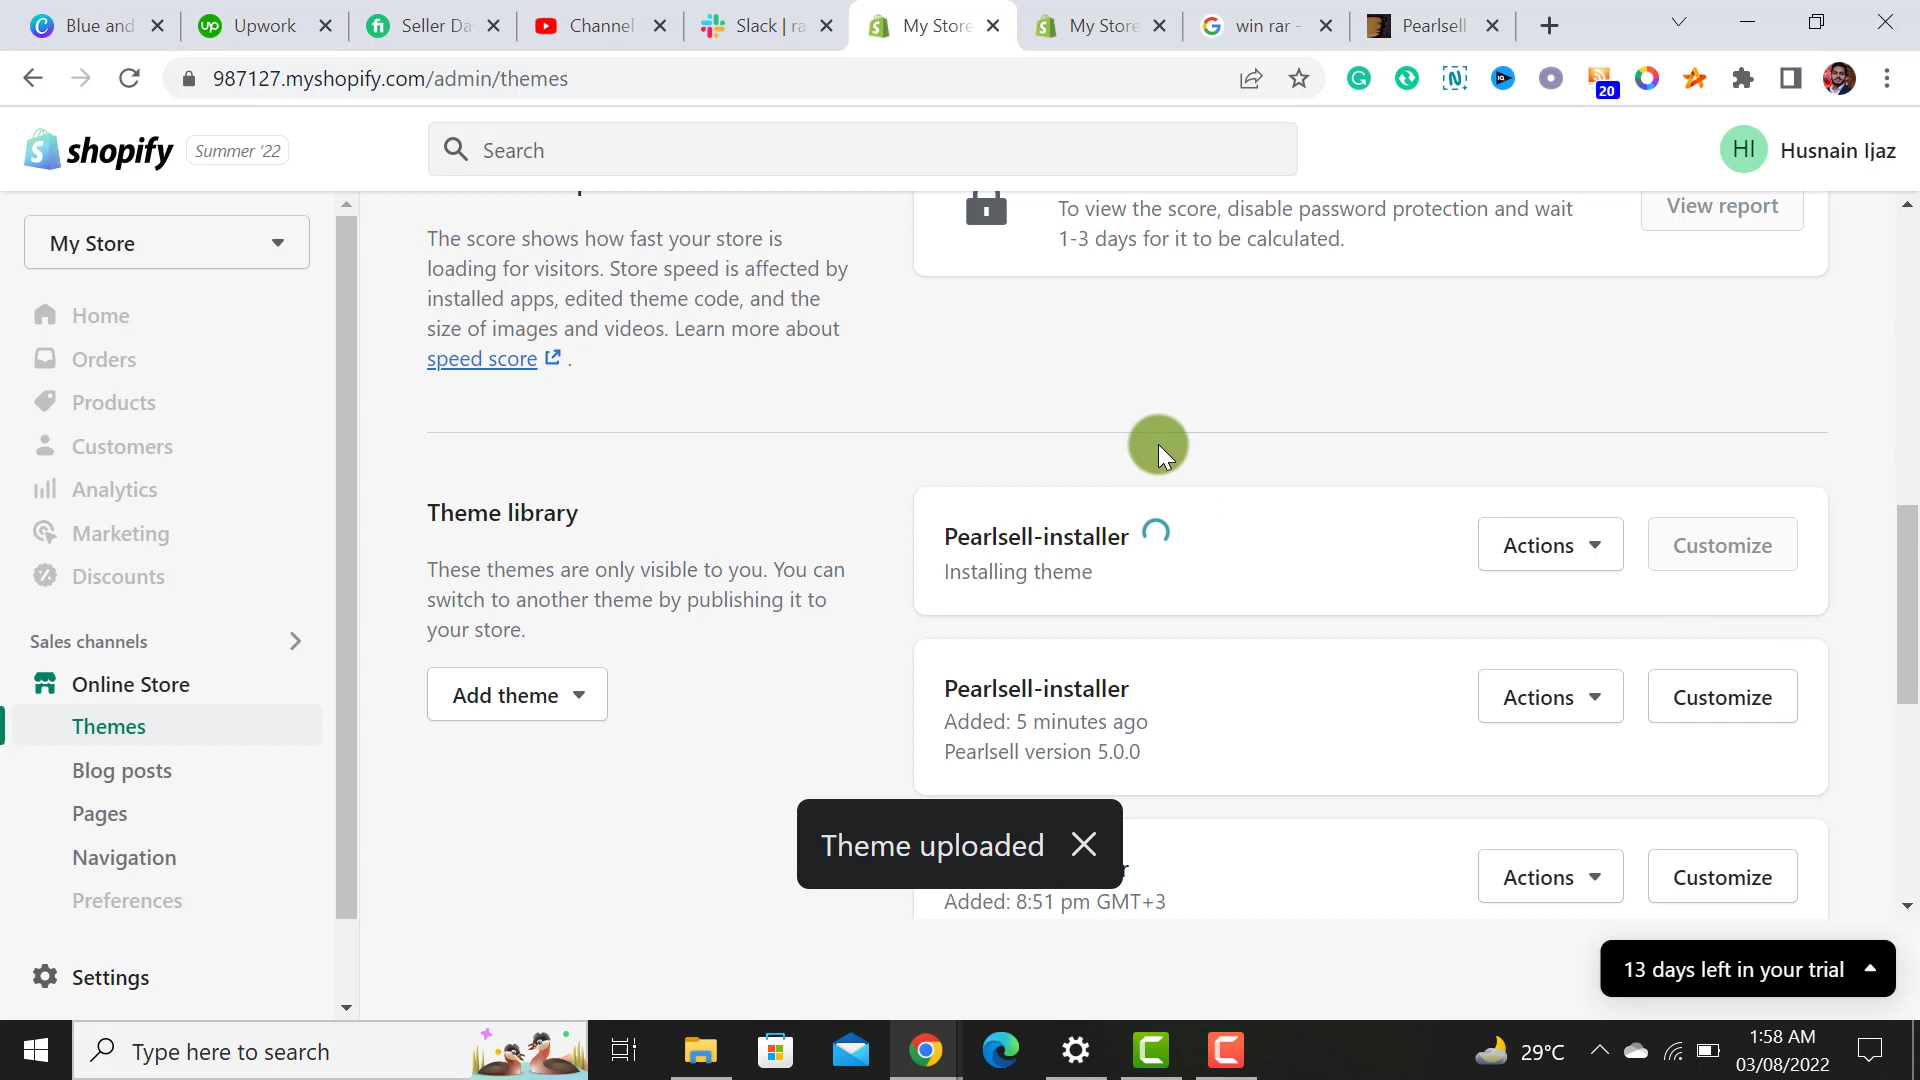 Blue and
Upwork
Seller Da
Channel
Slack | ra
My Store
My Store
win rar -
Pearlsell
987127.myshopify.com/admin/themes
20
shopify
Summer '22
Search
HI
Husnain Ijaz
My Store
Home
Orders
Products
Customers
Analytics
Marketing
Discounts
Sales channels
Online Store
Themes
Blog posts
Pages
Navigation
Preferences
Settings
The score shows how fast your store is
loading for visitors. Store speed is affected by
installed apps, edited theme code, and the
size of images and videos. Learn more about
speed score .
To view the score, disable password protection and wait
1-3 days for it to be calculated.
View report
Theme library
These themes are only visible to you. You can
switch to another theme by publishing it to
your store.
Add theme
Pearlsell-installer
Installing theme
Actions
Customize
Pearlsell-installer
Added: 5 minutes ago
Pearlsell version 5.0.0
Actions
Customize
Theme uploaded
Added: 8:51 pm GMT+3
Actions
Customize
13 days left in your trial
Type here to search
29°C
1:58 AM
03/08/2022